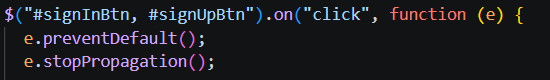 $("#signInBtn, #signUpBtn").on("click", function (e) {
e.preventDefault();
e.stopPropagation();